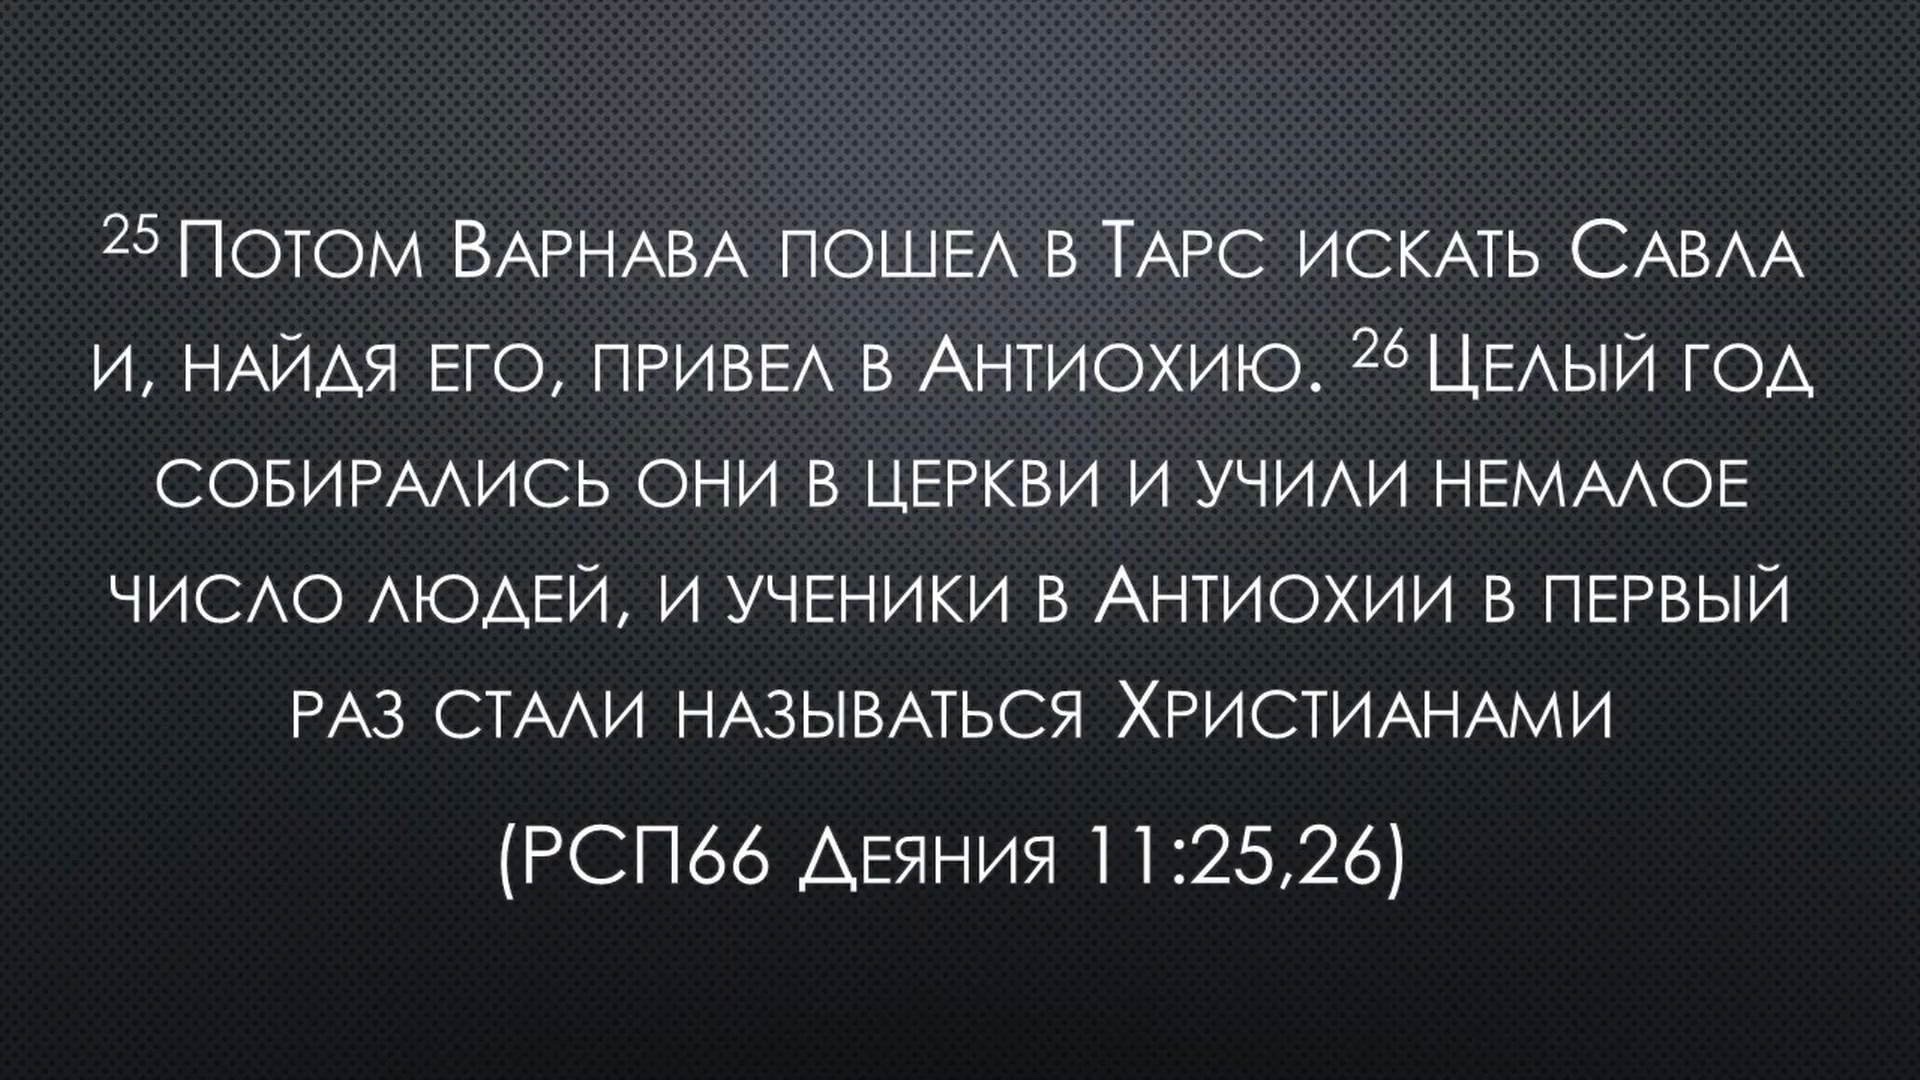 25 Потом Варнава пошел в Тарс искать Савла
и, найдя его, привел в Антиохию. 26 Целый год
собирались они в церкви и учили немалое
число людей, и ученики в Антиохии в первый
раз стали называться Христианами
(РСП66 Деяния 11:25,26)